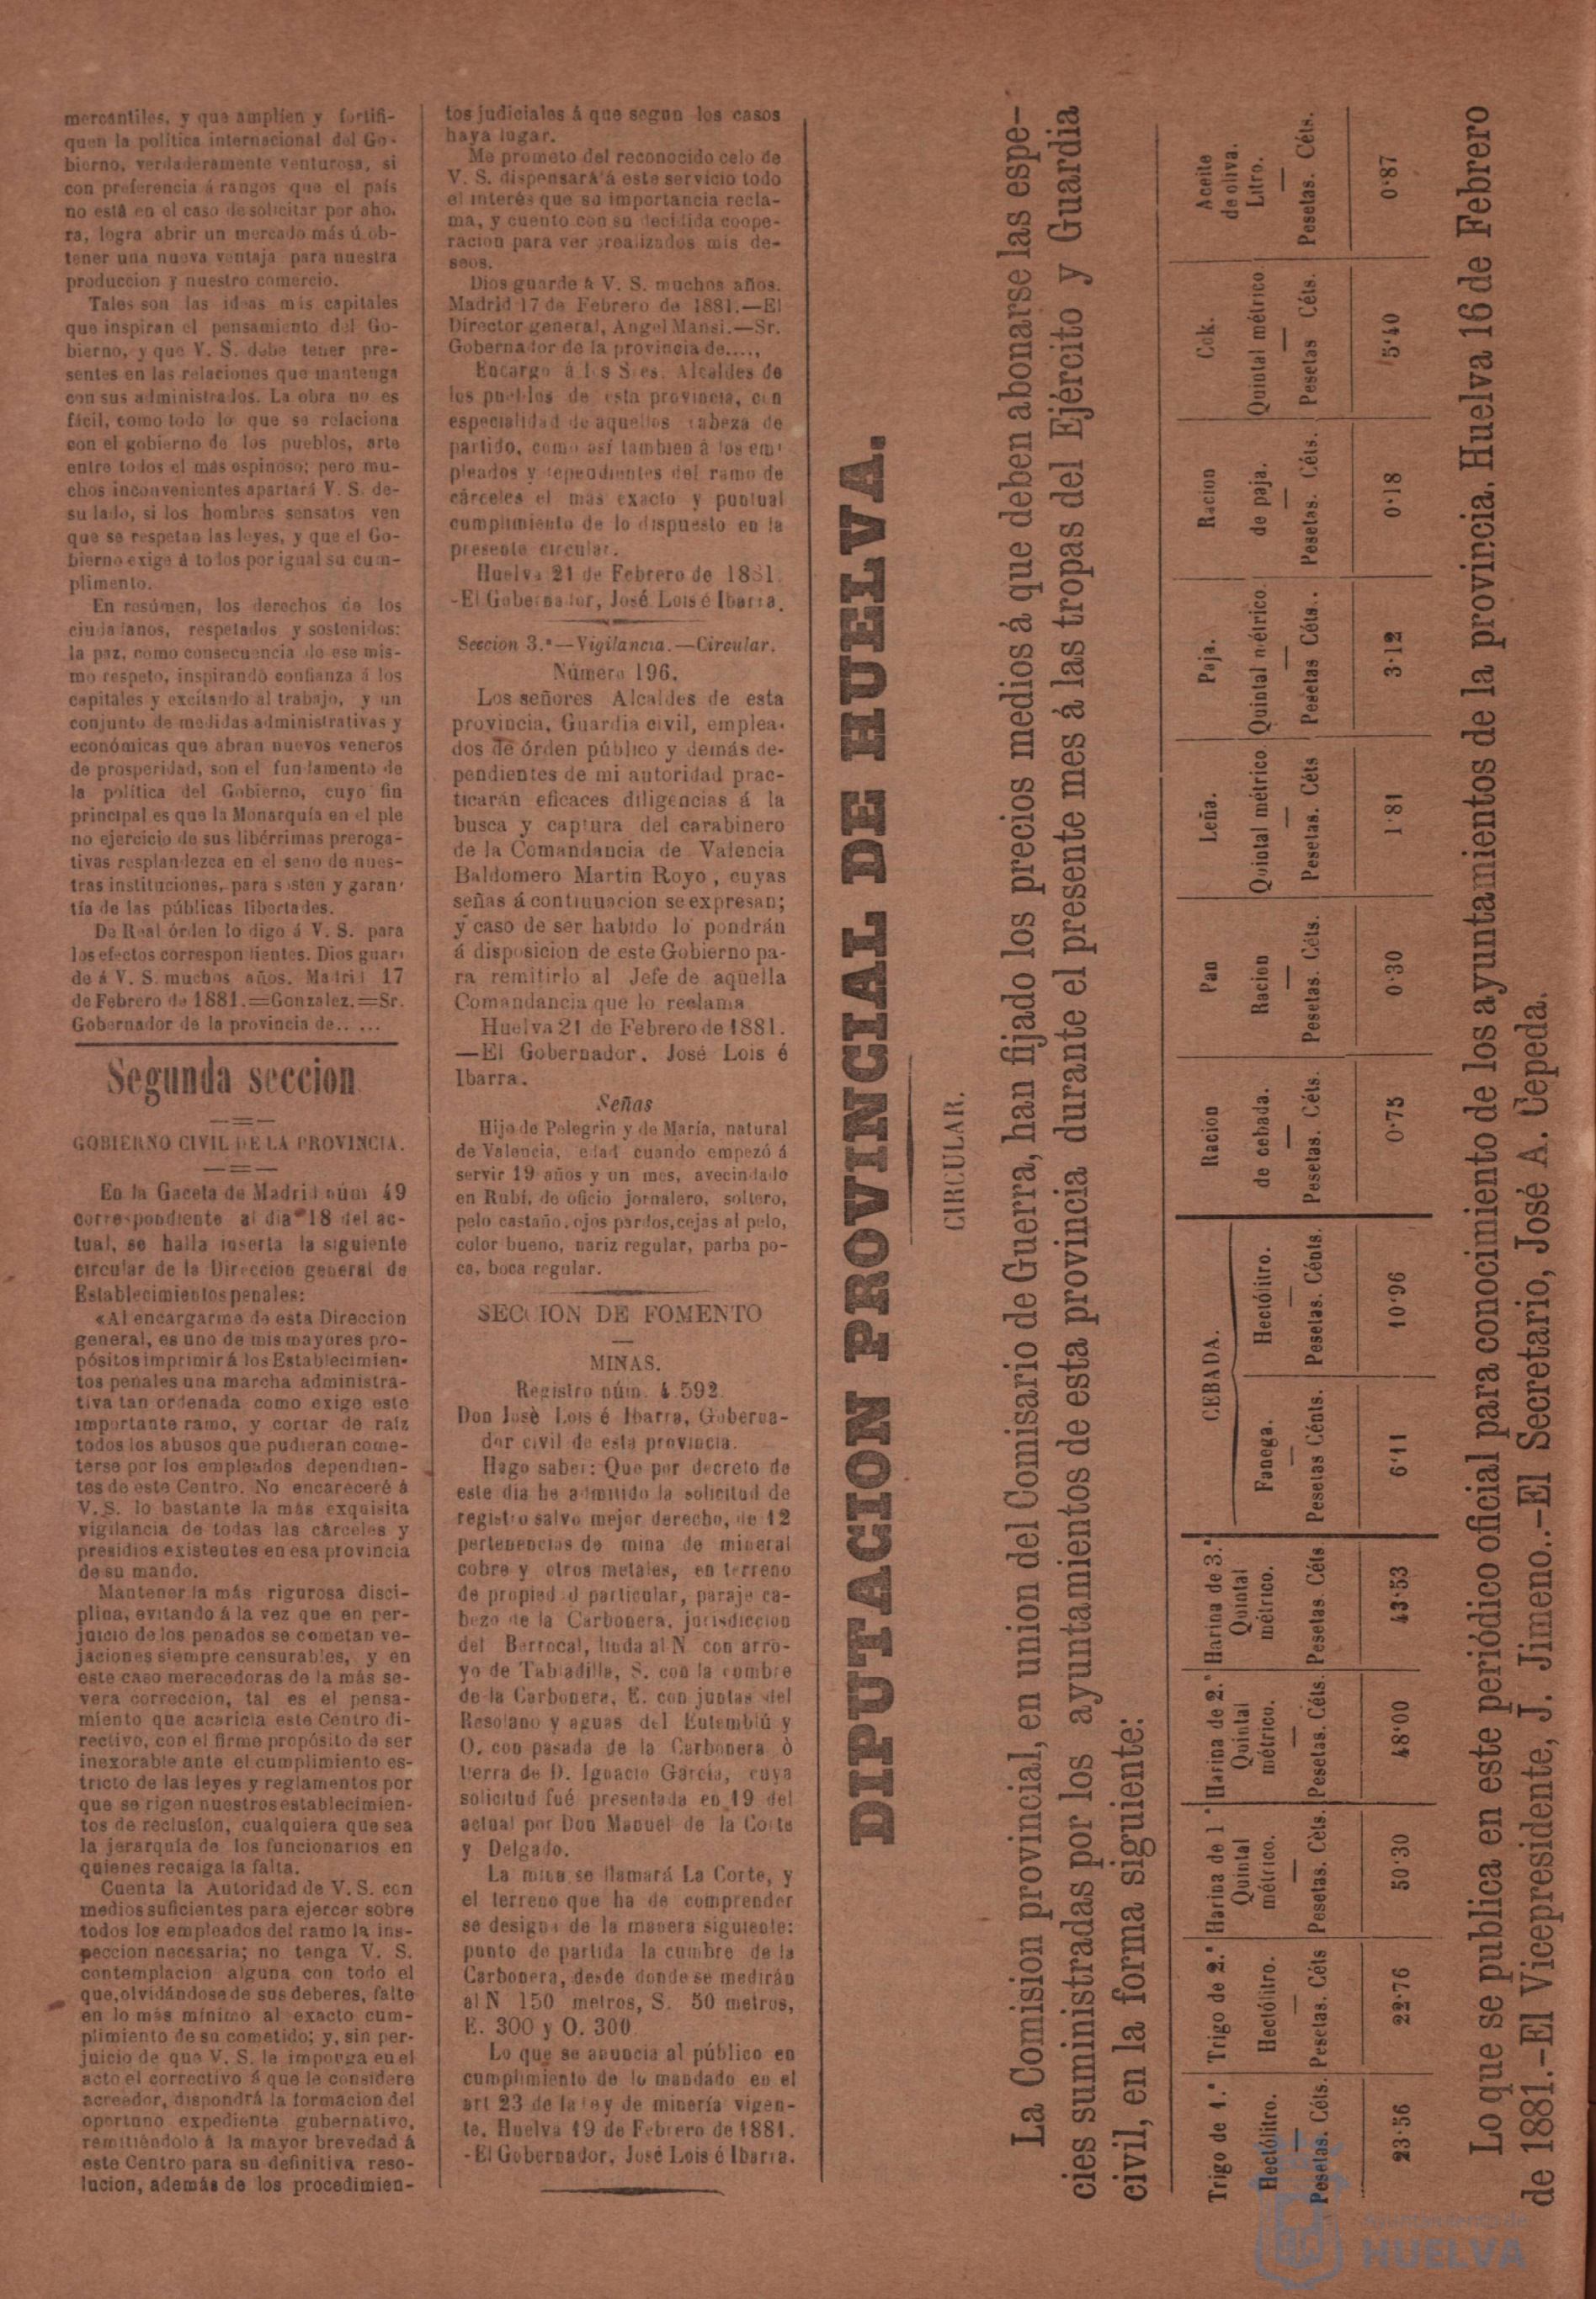 mercantiles, y que amplíen y fortifi-
quen la política internacional del Go-
bierno, verdaderamente venturosa, si
con preferencia á rangos que el país
no está en el caso de solicitar por aho-
ra, logra abrir un mercado más ú ob-
tener una nueva ventaja para nuestra
produccion y nuestro comercio.
Tales son las ideas más capitales
que inspiran el pensamiento del Go-
bierno, y que V. S. debe tener pre-
sentes en las relaciones que mantenga
con sus administrados. La obra no es
fácil, como todo lo que se relaciona
con el gobierno de los pueblos, arte
entre todos el más espinoso; pero mu-
chos inconvenientes apartará V. S. de-
su lado, si los hombres sensatos ven
que se respetan las leyes, y que el Go-
bierno exige á todos por igual su cum-
plimento.
En resúmen, los derechos de los
ciudadanos, respetados y sostenidos:
la paz, como consecuencia de ese mis-
mo respeto, inspirando confianza á los
capitales y excitando al trabajo, y un
conjunto de medidas administrativas y
económicas que abran nuevos veneros
de prosperidad, son el fundamento de
la política del Gobierno, cuyo fin
principal es que la Monarquía en el ple
no ejercicio de sus libérrimas preroga-
tivas resplandezca en el seno de nues-
tras instituciones, para sosten y garan-
tía de las públicas libertades.
De Real órden lo digo á V. S. para
los efectos correspondientes. Dios guar-
de á V. S. muchos años. Madrid 17
de Febrero de 1881.=Gonzalez.=Sr.
Gobernador de la provincia de.. ...
Segunda seccion
GOBIERNO CIVIL DE LA PROVINCIA.
En la Gaceta de Madrid núm 49
correspondiente al dia 18 del ac-
tual, se halla inserta la siguiente
circular de la Direccion general de
Establecimientos penales:
«Al encargarme de esta Direccion
general, es uno de mis mayores pro-
pósitos imprimir á los Establecimien-
tos penales una marcha administra-
tiva tan ordenada como exige este
importante ramo, y cortar de raíz
todos los abusos que pudieran come-
terse por los empleados dependien-
tes de este Centro. No encareceré á
V. S. lo bastante la más exquisita
vigilancia de todas las cárceles y
presidios existentes en esa provincia
de su mando.
Mantener la más rigurosa disci-
plina, evitando á la vez que en per-
juicio de los penados se cometan ve-
jaciones siempre censurables, y en
este caso merecedoras de la más se-
vera correccion, tal es el pensa-
miento que acaricia este Centro di-
rectivo, con el firme propósito de ser
inexorable ante el cumplimiento es-
tricto de las leyes y reglamentos por
que se rigen nuestros establecimien-
tos de reclusion, cualquiera que sea
la jerarquía de los funcionarios en
quienes recaiga la falta.
Cuenta la Autoridad de V. S. con
medios suficientes para ejercer sobre
todos los empleados del ramo la ins-
peccion necesaria; no tenga V. S.
contemplacion alguna con todo el
que, olvidándose de sus deberes, falte
en lo más mínimo al exacto cum-
plimiento de su cometido; y, sin per-
juicio de que V. S. le imponga en el
acto el correctivo á que le considere
acreedor, dispondrá la formacion del
oportuno expediente gubernativo,
remitiéndolo á la mayor brevedad á
este Centro para su definitiva reso-
lucion, además de los procedimien-
tos judiciales á que segun los casos
haya lugar.
Me prometo del reconocido celo de
V. S. dispensará á este servicio todo
el interés que su importancia recla-
ma, y cuento con su decidida coope-
racion para ver realizados mis de-
seos.
Dios guarde á V. S. muchos años.
Madrid 17 de Febrero de 1881.—El
Director general, Angel Mansi.—Sr.
Gobernador de la provincia de.....
Encargo á los Sres. Alcaldes de
los pueblos de esta provincia, con
especialidad de aquellos cabeza de
partido, como así tambien á los em-
pleados y dependientes del ramo de
cárceles el más exacto y puntual
cumplimiento de lo dispuesto en la
presente circular.
Huelva 21 de Febrero de 1881.
-El Gobernador, José Lois é Ibarra.
Seccion 3.ª—Vigilancia.—Circular.
Número 196.
Los señores Alcaldes de esta
provincia, Guardia civil, emplea-
dos de órden público y demás de-
pendientes de mi autoridad prac-
ticarán eficaces diligencias á la
busca y captura del carabinero
de la Comandancia de Valencia
Baldomero Martin Royo, cuyas
señas á continuacion se expresan;
y caso de ser habido lo pondrán
á disposicion de este Gobierno pa-
ra remitirlo al Jefe de aquella
Comandancia que lo reclama
Huelva 21 de Febrero de 1881.
—El Gobernador. José Lois é
Ibarra.
Señas
Hijo de Pelegrin y de María, natural
de Valencia, edad cuando empezó á
servir 19 años y un mes, avecindado
en Rubí, de oficio jornalero, soltero,
pelo castaño, ojos pardos, cejas al pelo,
color bueno, nariz regular, parba po-
ca, boca regular.
SECCION DE FOMENTO
MINAS.
Registro núm. 4.592.
Don José Lois é Ibarra, Goberna-
dor civil de esta provincia.
Hago saber: Que por decreto de
este dia he admitido la solicitud de
registro salvo mejor derecho, de 12
pertenencias de mina de mineral
cobre y otros metales, en terreno
de propiedad particular, paraje ca-
bezo de la Carbonera, jurisdiccion
del Berrocal, linda al N. con arro-
yo de Tabladilla, S. con la cumbre
de la Carbonera, E. con juntas del
Resolano y aguas del
O. con pasada de la Carbonera ò
tierra de D. Ignacio García, cuya
solicitud fué presentada en 19 del
actual por Don Manuel de la Corte
y Delgado.
La mina se llamará La Corte, y
el terreno que ha de comprender
se designa de la manera siguiente:
punto de partida la cumbre de la
Carbonera, desde donde se medirán
al N 150 metros, S. 50 metros,
E. 300 y O. 300.
Lo que se anuncia al público en
cumplimiento de lo mandado en el
art 23 de la ley de minería vigen-
te. Huelva 19 de Febrero de 1881.
-El Gobernador, José Lois é Ibarra.
DIPUTACION PROVINCIAL DE HUELVA.
CIRCULAR.
La Comision provincial, en union del Comisario de Guerra, han fijado los precios medios á que deben abonarse las espe-
cies suministradas por los ayuntamientos de esta provincia durante el presente mes á las tropas del Ejército y Guardia
civil, en la forma siguiente:
Trigo de 1.ª Hectólitro. Pesetas. Céts. 23·56
Trigo de 2.ª Hectólitro. Pesetas. Céts 22·76
Harina de 1.ª Quintal métrico. Pesetas. Céts. 50·30
Harina de 2.ª Quintal métrico. Pesetas. Céts. 48·00
Harina de 3.ª Quintal métrico. Pesetas. Céts 43·53
CEBADA.
Fanega. Pesetas Cénts. 6·11
Hectólitro. Pesetas. Cénts. 10·96
Racion de cebada. Pesetas. Céts. 0·75
Pan Racion Pesetas. Céts. 0·30
Leña. Quintal métrico Pesetas. Céts 1·81
Paja. Quintal nétrico. Pesetas Céts. . 3·12
Racion de paja. Pesetas. Céts. 0·18
Cok. Quintal métrico Pesetas Céts. 5·40
Aceite de oliva. Litro. Pesetas. Céts. 0·87
Lo que se publica en este periódico oficial para conocimiento de los ayuntamientos de la provincia. Huelva 16 de Febrero
de 1881.-El Vicepresidente, J. Jimeno..-El Secretario, José A. Cepeda.
Ayuntamiento de
HUELVA